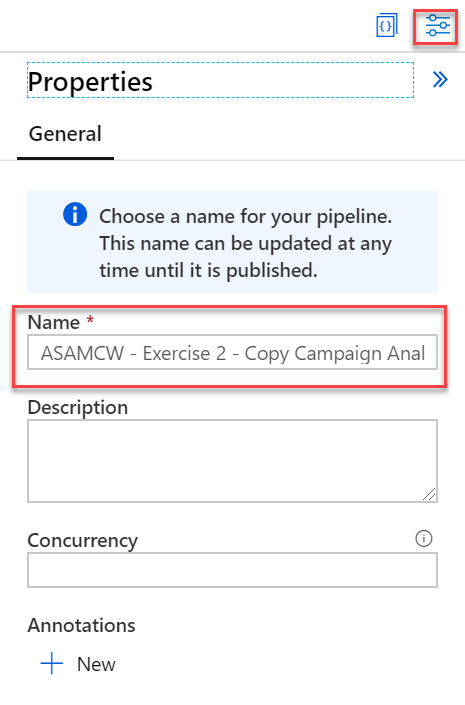 Properties
General
Choose a name for your pipeline.
This name can be updated at any
time until it is published.
Name *
ASAMCW - Exercise 2 - Copy Campaign Anal
Description
Concurrency
Annotations
New